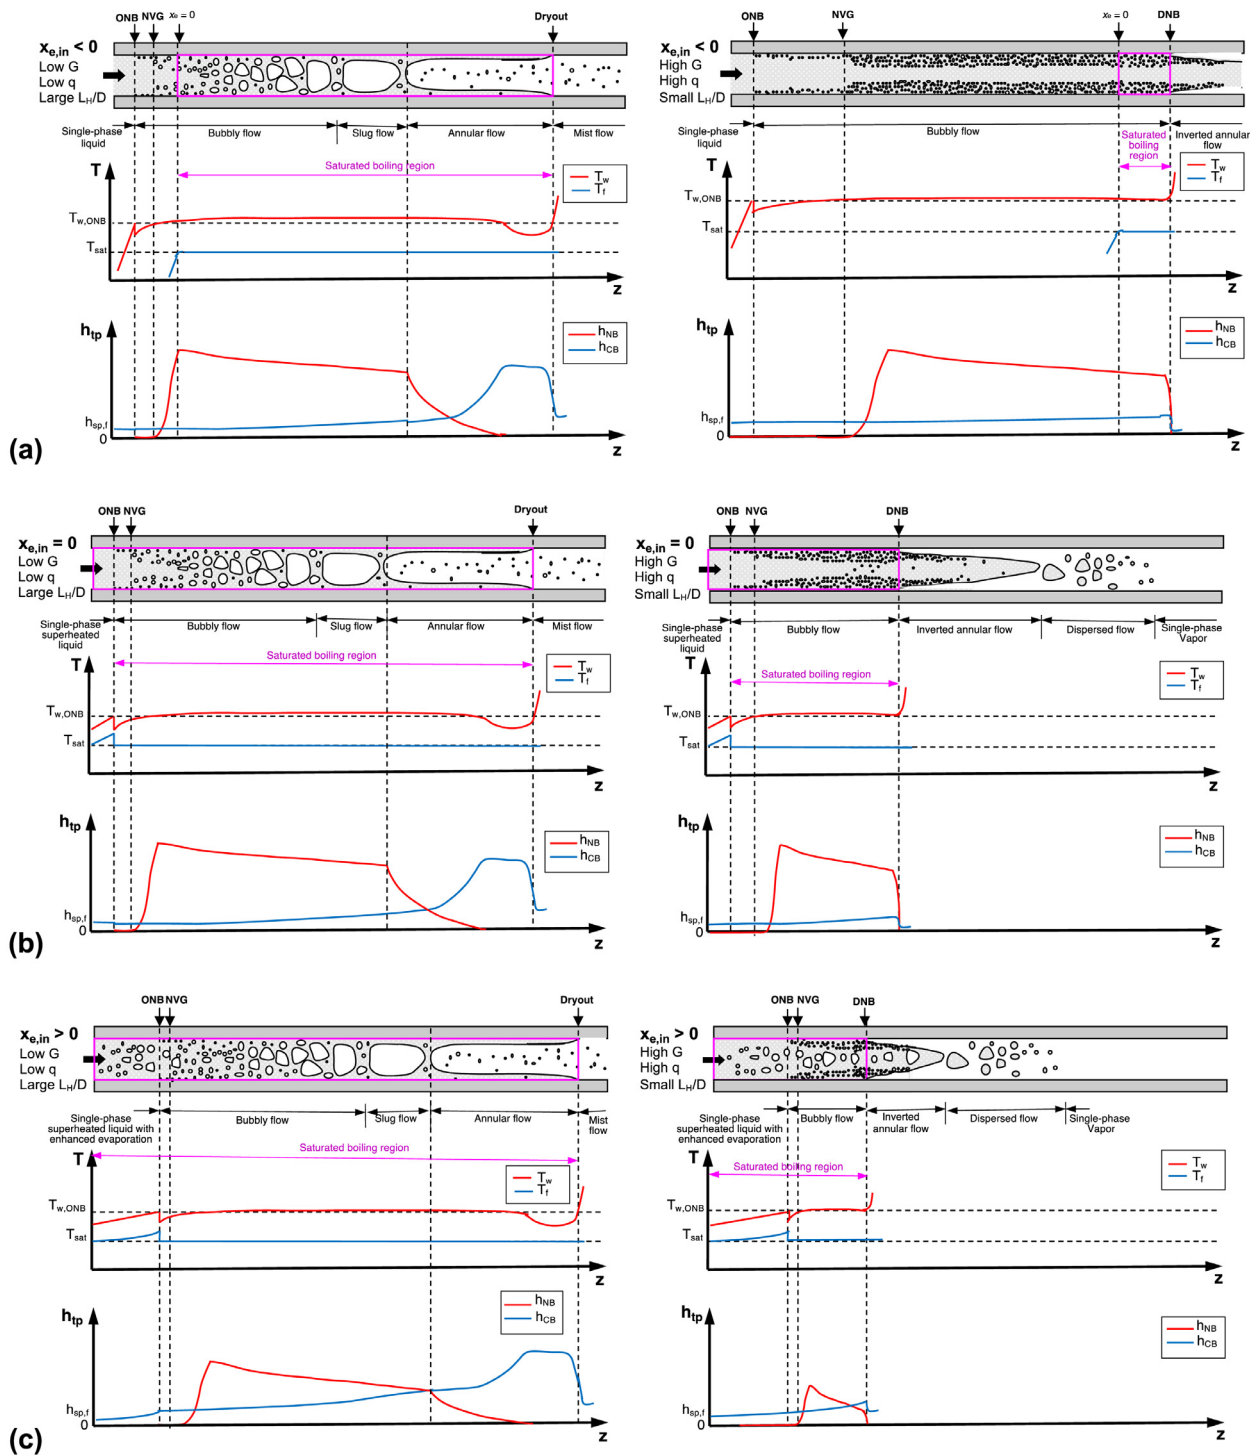 ONB NVG xe = 0 Dryout
xe,in < 0
Low G
Low q
Large LH/D
Single-phase liquid
Bubbly flow
Slug flow
Annular flow
Mist flow
Saturated boiling region
T
Tw
Tf
Tw,ONB
Tsat
z
htp
hNB
hCB
hsp,f
0
z
(a)
ONB NVG xe = 0 DNB
xe,in < 0
High G
High q
Small LH/D
Single-phase
liquid
Bubbly flow
Inverted annular
flow
Saturated
boiling
region
T
Tw
Tf
Tw,ONB
Tsat
z
htp
hNB
hCB
hsp,f
0
z
ONB NVG Dryout
xe,in = 0
Low G
Low q
Large LH/D
Single-phase
superheated
liquid
Bubbly flow
Slug flow
Annular flow
Mist flow
Saturated boiling region
T
Tw
Tf
Tw,ONB
Tsat
z
htp
hNB
hCB
hsp,f
0
z
(b)
ONB NVG DNB
xe,in = 0
High G
High q
Small LH/D
Single-phase
superheated
liquid
Bubbly flow
Inverted annular flow
Dispersed flow
Single-phase
Vapor
Saturated boiling region
T
Tw
Tf
Tw,ONB
Tsat
z
htp
hNB
hCB
hsp,f
0
z
ONB NVG Dryout
xe,in > 0
Low G
Low q
Large LH/D
Single-phase
superheated liquid with
enhanced evaporation
Bubbly flow
Slug flow
Annular flow
Mist
flow
Saturated boiling region
T
Tw
Tf
Tw,ONB
Tsat
z
htp
hNB
hCB
hsp,f
0
z
(c)
ONB NVG DNB
xe,in > 0
High G
High q
Small LH/D
Single-phase
superheated liquid with
enhanced evaporation
Bubbly flow
Inverted
annular flow
Dispersed flow
Single-phase
Vapor
Saturated boiling region
T
Tw
Tf
Tw,ONB
Tsat
z
htp
hNB
hCB
hsp,f
0
z